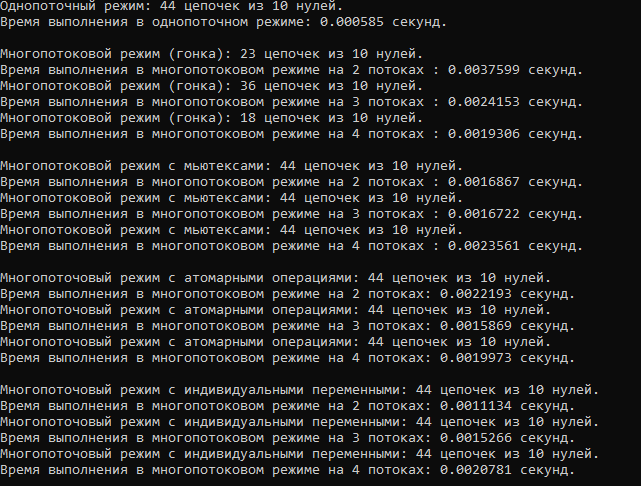 Однопоточный режим: 44 цепочек из 10 нулей.
Время выполнения в однопоточном режиме: 0.000585 секунд.
Многопотоковой режим (гонка): 23 цепочек из 10 нулей.
Время выполнения в многопотоковом режиме на 2 потоках : 0.0037599 секунд.
Многопотоковой режим (гонка): 36 цепочек из 10 нулей.
Время выполнения в многопотоковом режиме на 3 потоках : 0.0024153 секунд.
Многопотоковой режим (гонка): 18 цепочек из 10 нулей.
Время выполнения в многопотоковом режиме на 4 потоках : 0.0019306 секунд.
Многопотоковой режим с мьютексами: 44 цепочек из 10 нулей.
Время выполнения в многопотоковом режиме на 2 потоках : 0.0016867 секунд.
Многопотоковой режим с мьютексами: 44 цепочек из 10 нулей.
Время выполнения в многопотоковом режиме на 3 потоках : 0.0016722 секунд.
Многопотоковой режим с мьютексами: 44 цепочек из 10 нулей.
Время выполнения в многопотоковом режиме на 4 потоках : 0.0023561 секунд.
Многопоточовый режим с атомарными операциями: 44 цепочек из 10 нулей.
Время выполнения в многопотоковом режиме на 2 потоках: 0.0022193 секунд.
Многопоточовый режим с атомарными операциями: 44 цепочек из 10 нулей.
Время выполнения в многопотоковом режиме на 3 потоках: 0.0015869 секунд.
Многопоточовый режим с атомарными операциями: 44 цепочек из 10 нулей.
Время выполнения в многопотоковом режиме на 4 потоках: 0.0019973 секунд.
Многопоточовый режим с индивидуальными переменными: 44 цепочек из 10 нулей.
Время выполнения в многопотоковом режиме на 2 потоках: 0.0011134 секунд.
Многопоточовый режим с индивидуальными переменными: 44 цепочек из 10 нулей.
Время выполнения в многопотоковом режиме на 3 потоках: 0.0015266 секунд.
Многопоточовый режим с индивидуальными переменными: 44 цепочек из 10 нулей.
Время выполнения в многопотоковом режиме на 4 потоках: 0.0020781 секунд.